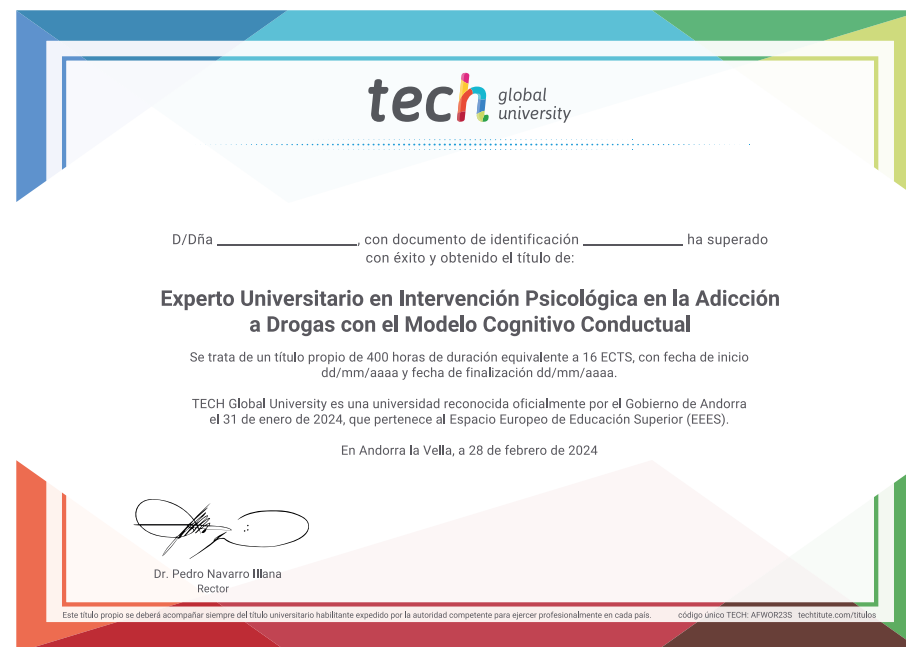 tech global university
D/Dña ____________________, con documento de identificación ______________ ha superado
con éxito y obtenido el título de:
Experto Universitario en Intervención Psicológica en la Adicción
a Drogas con el Modelo Cognitivo Conductual
Se trata de un título propio de 400 horas de duración equivalente a 16 ECTS, con fecha de inicio
dd/mm/aaaa y fecha de finalización dd/mm/aaaa.
TECH Global University es una universidad reconocida oficialmente por el Gobierno de Andorra
el 31 de enero de 2024, que pertenece al Espacio Europeo de Educación Superior (EEES).
En Andorra la Vella, a 28 de febrero de 2024
Dr. Pedro Navarro Illana
Rector
Este título propio se deberá acompañar siempre del título universitario habilitante expedido por la autoridad competente para ejercer profesionalmente en cada país. código único TECH: AFWOR23S techtitute.com/titulos